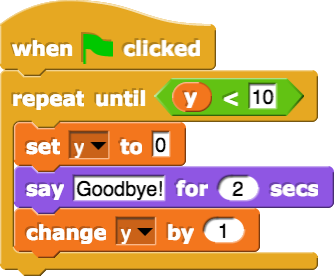 when clicked
repeat until y < 10
set y to 0
say Goodbye! for 2 secs
change y by 1